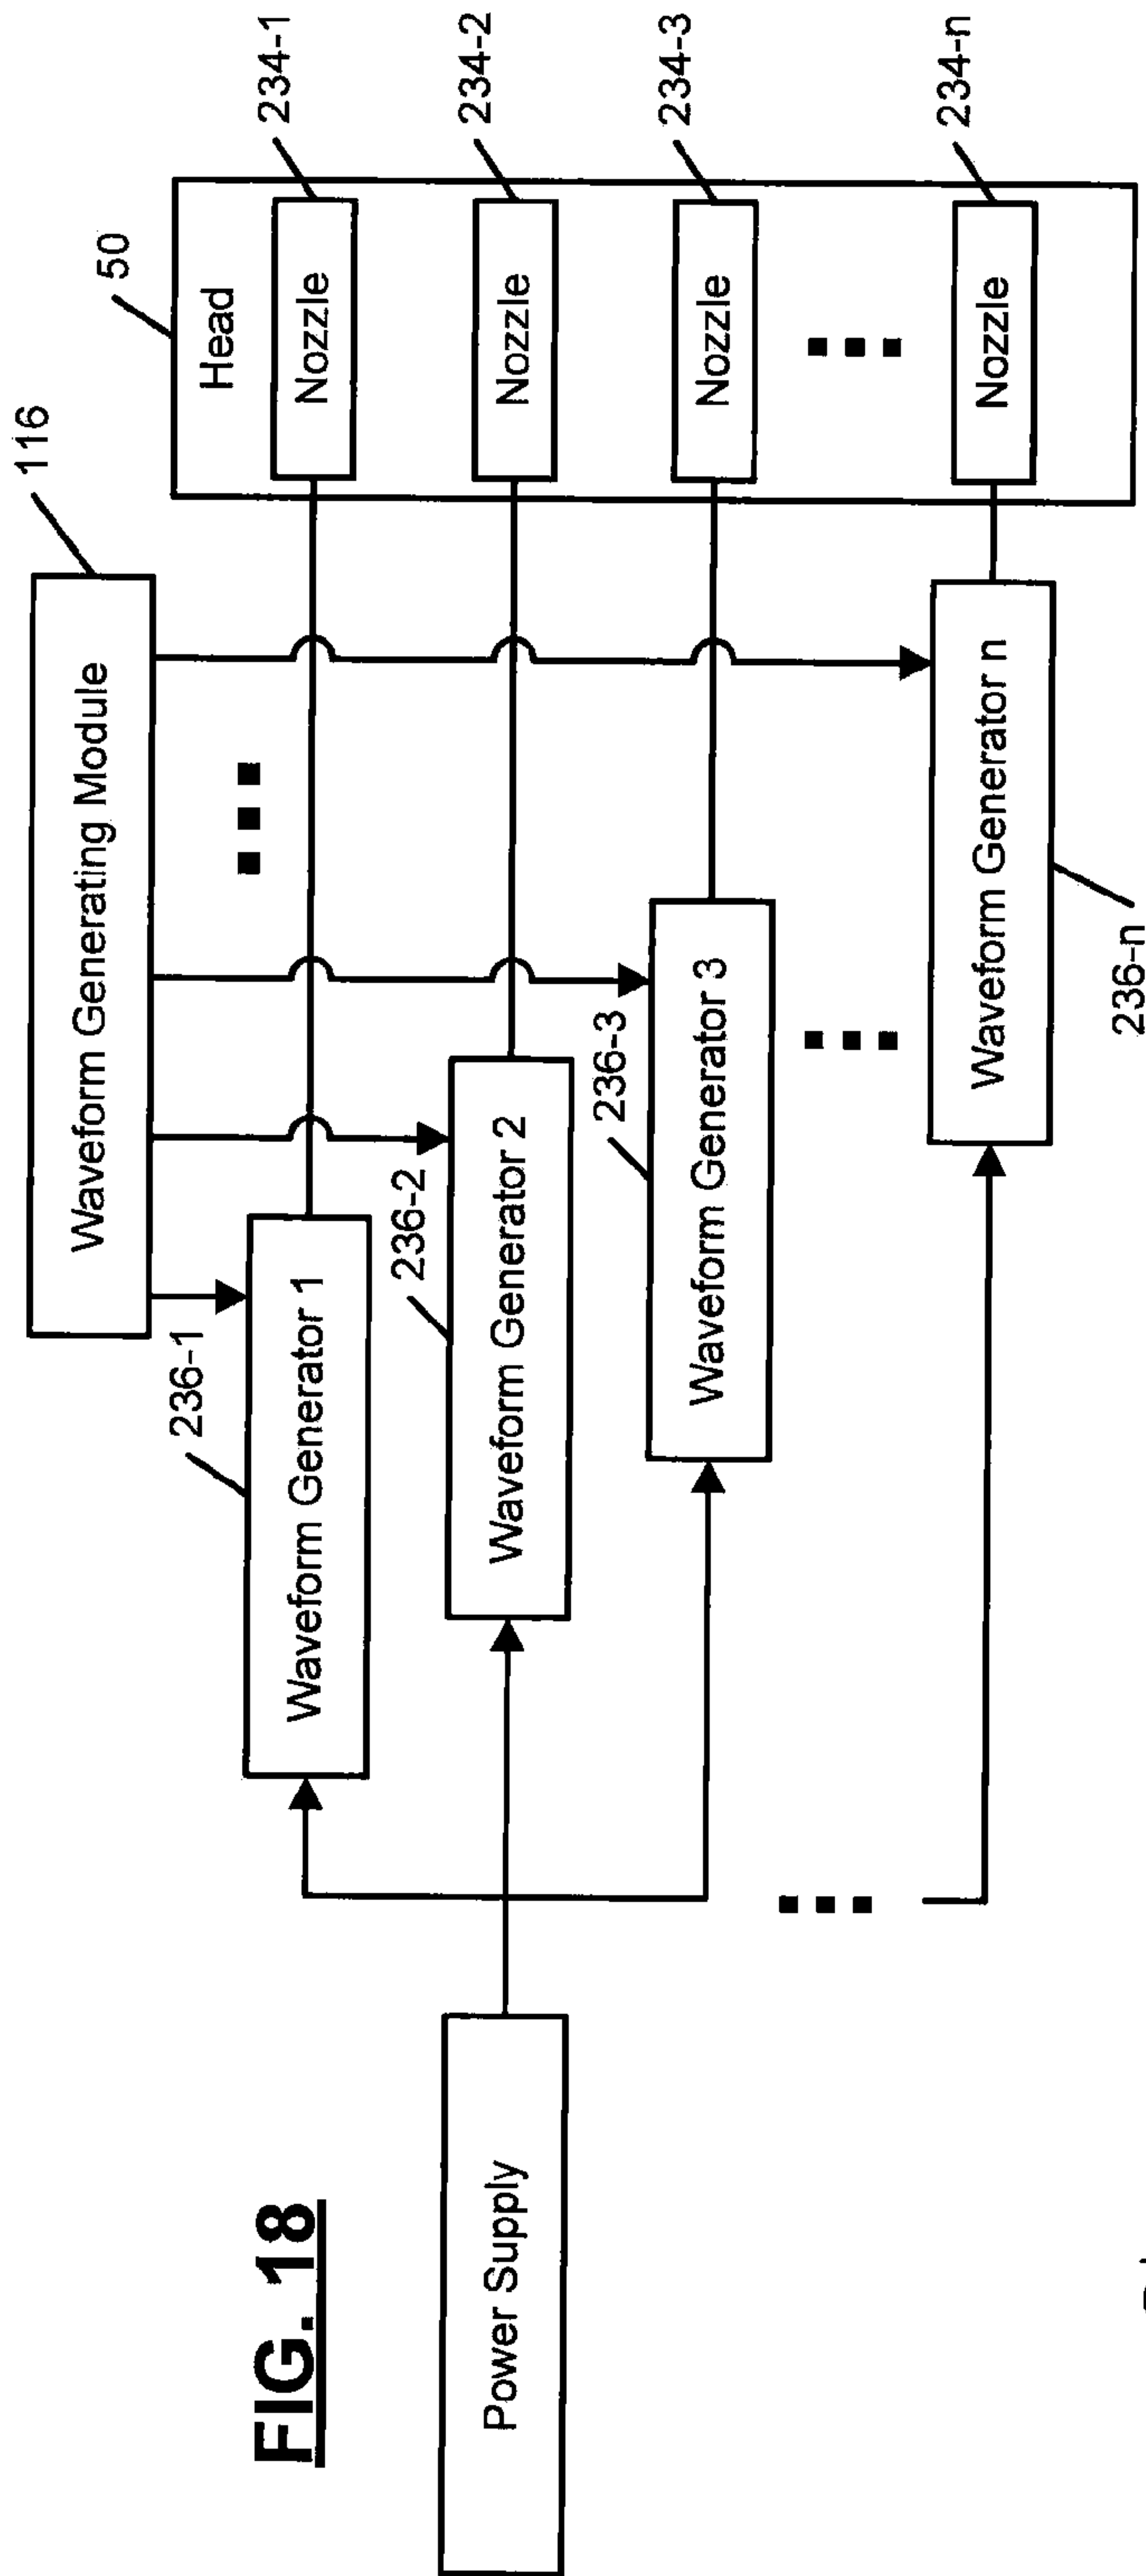 116
Waveform Generating Module
50
Head
234-1
Nozzle
236-1
Waveform Generator 1
234-2
Nozzle
236-2
Waveform Generator 2
234-3
Nozzle
236-3
Waveform Generator 3
234-n
Nozzle
Waveform Generator n
236-n
Power Supply
FIG. 18